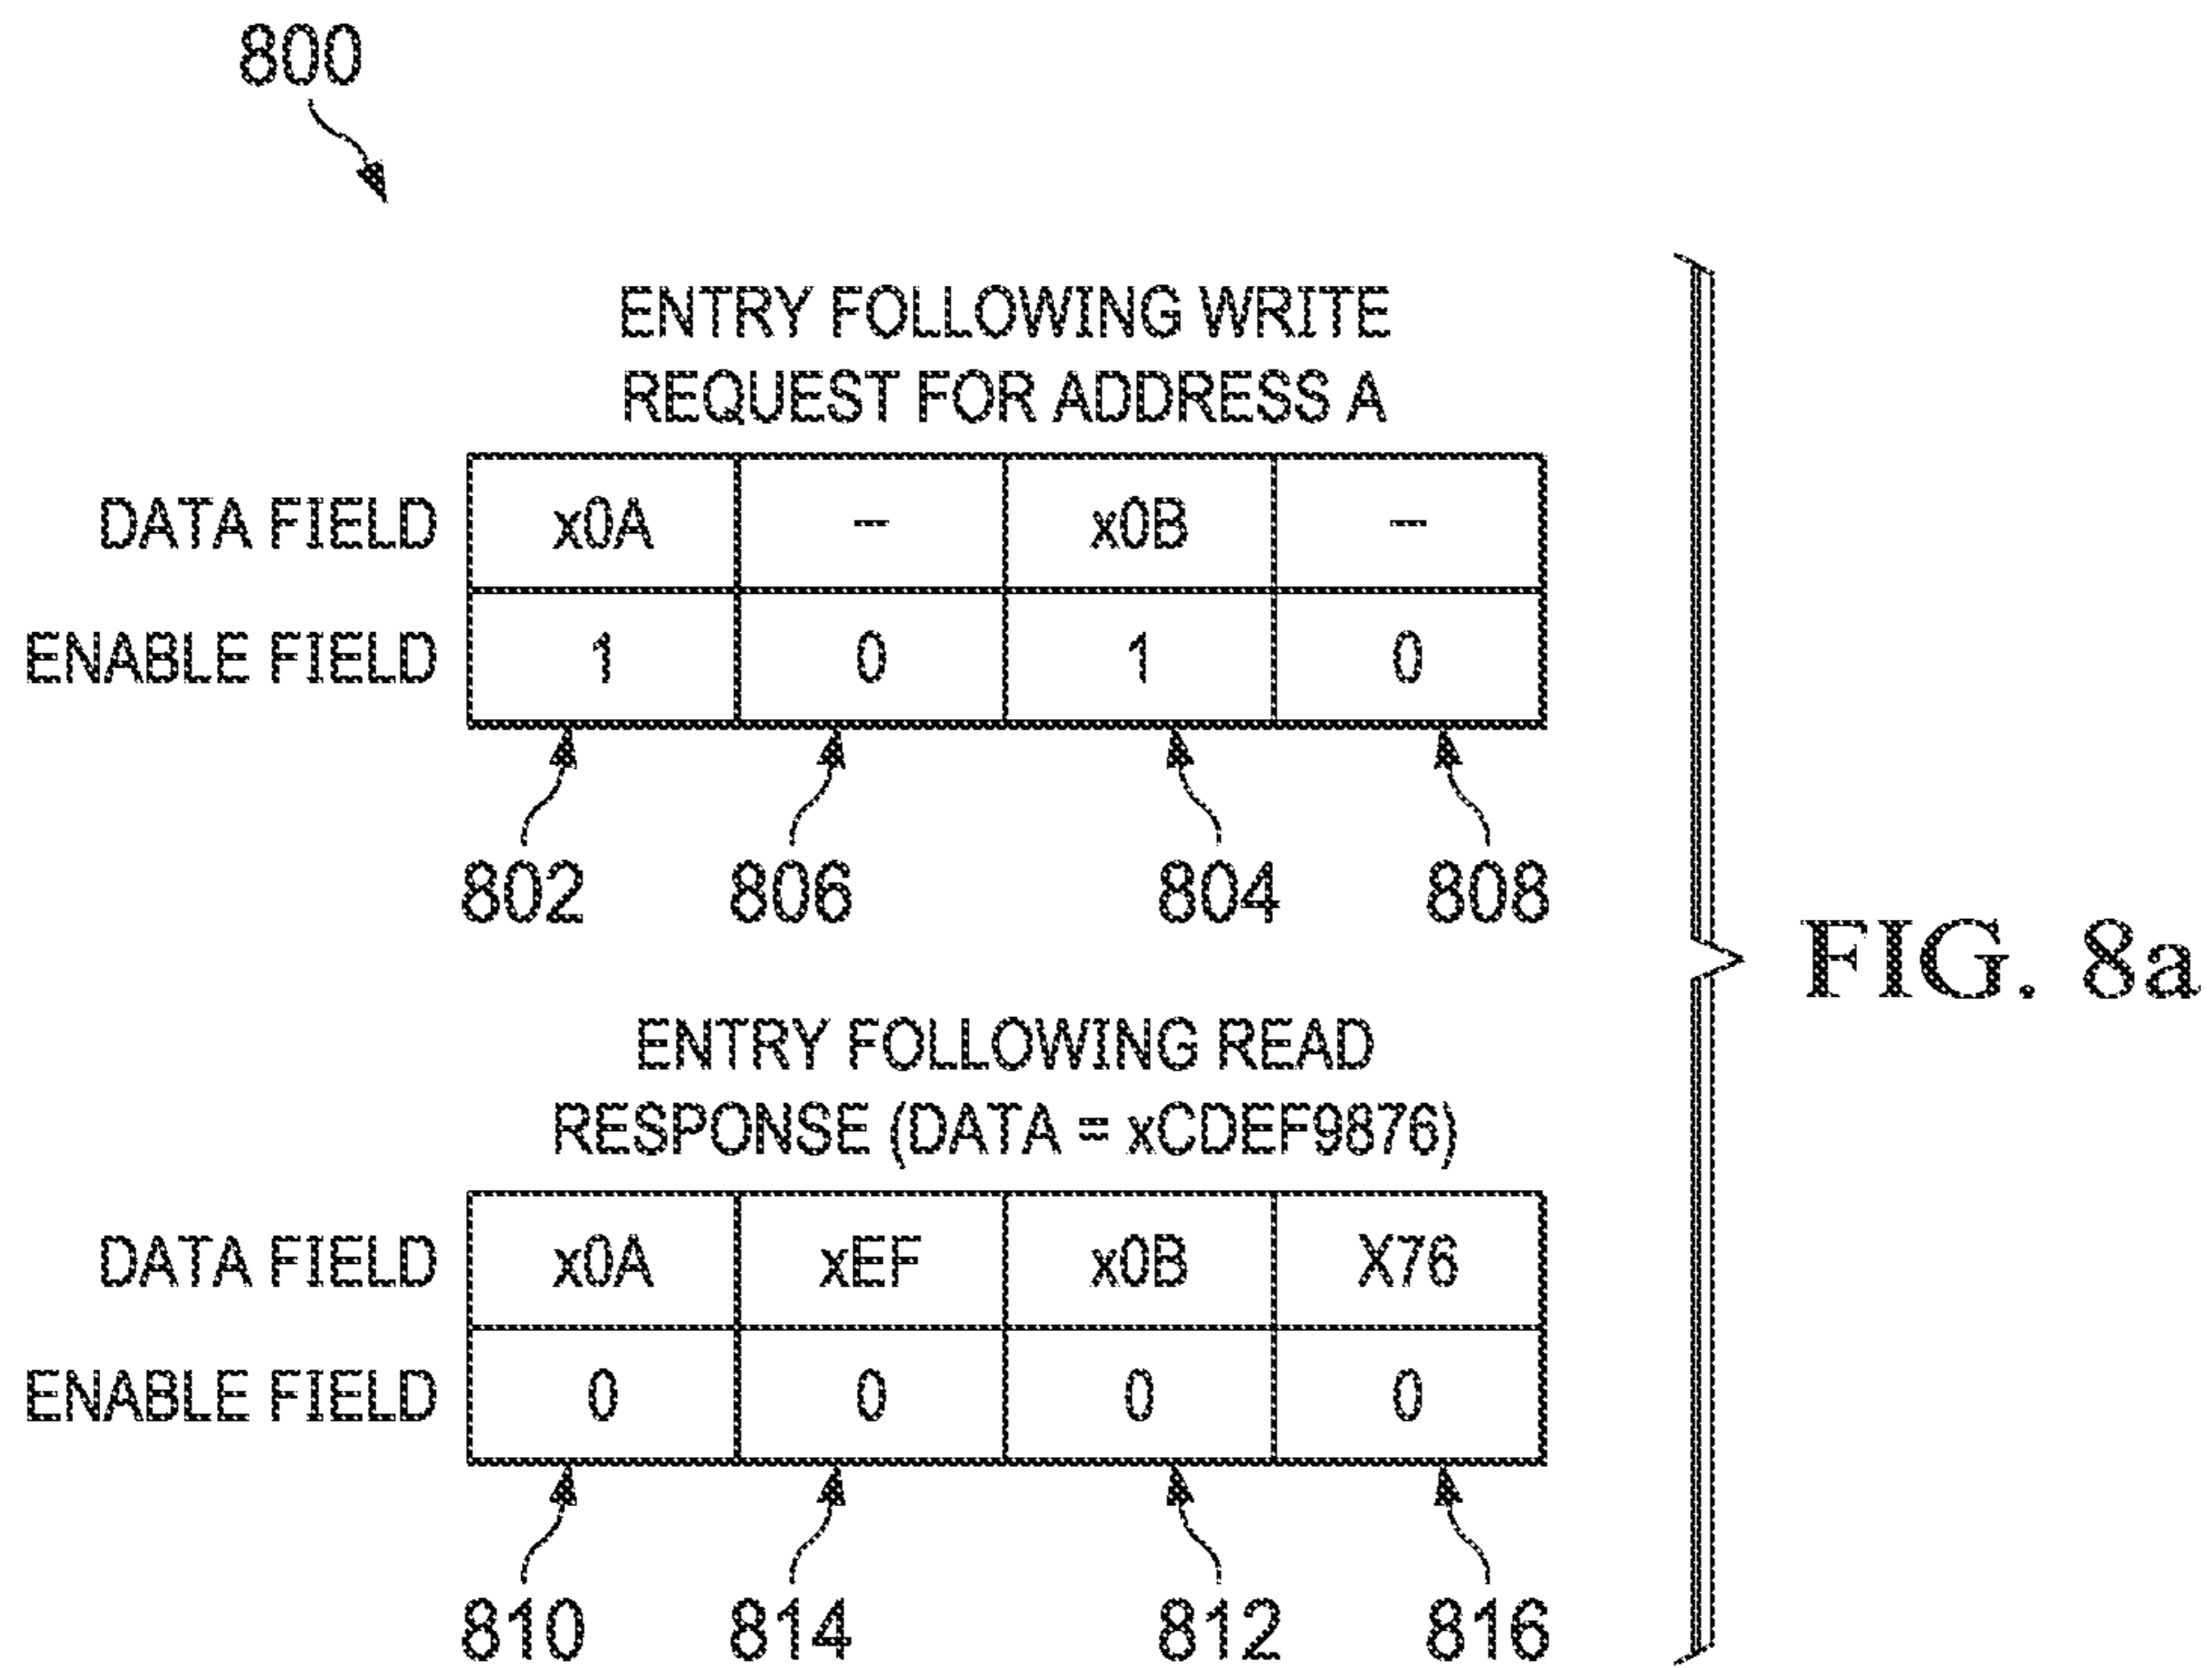 800
ENTRY FOLLOWING WRITE
REQUEST FOR ADDRESS A
DATA FIELD x0A – x0B –
ENABLE FIELD 1 0 1 0
802 806 804 808
FIG. 8a
ENTRY FOLLOWING READ
RESPONSE (DATA = xCDEF9876)
DATA FIELD x0A xEF x0B X76
ENABLE FIELD 0 0 0 0
810 814 812 816